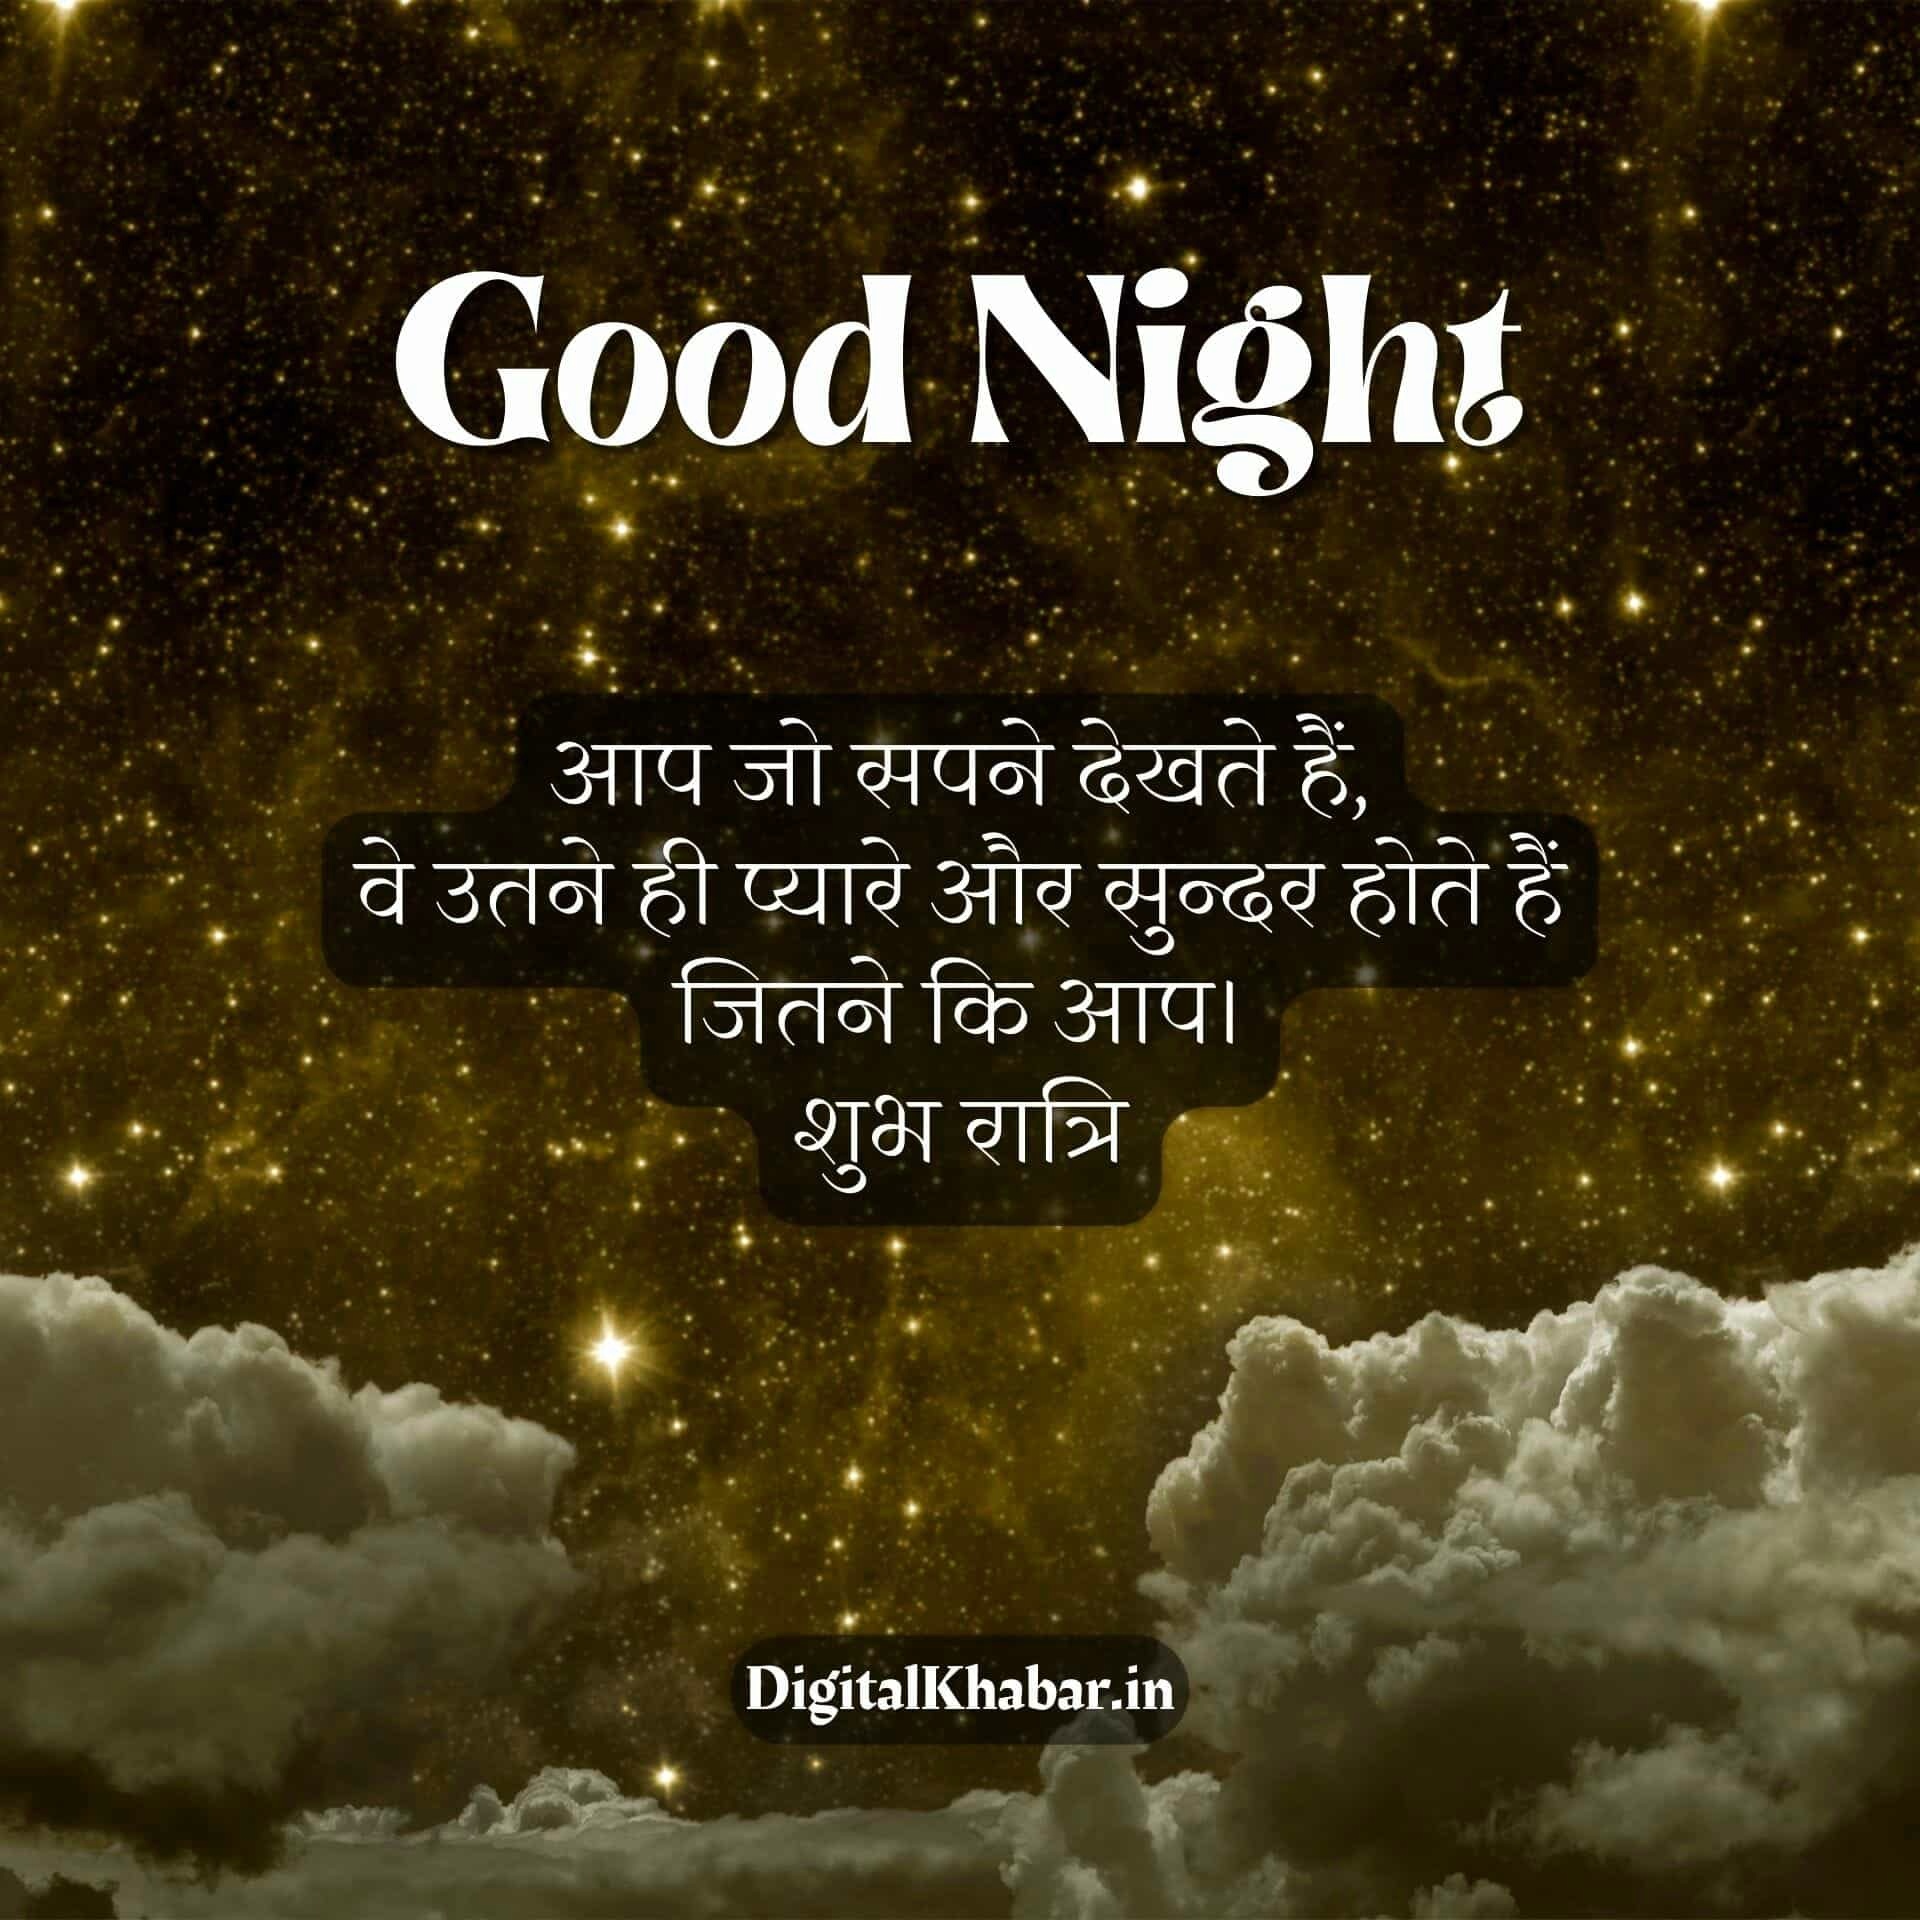 Good Night
आप जो सपने देखते हैं,
वे उतने ही प्यारे और सुन्दर होते हैं
जितने कि आप।
शुभ रात्रि
DigitalKhabar.in